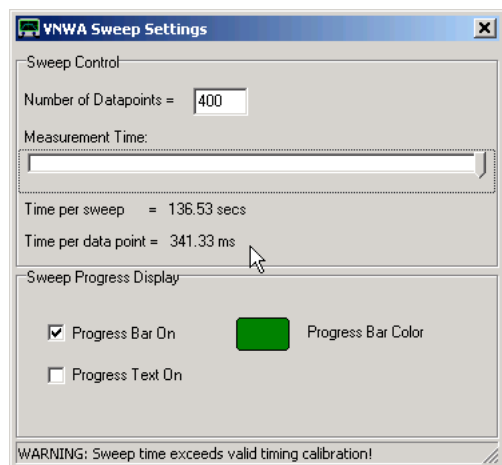 VNWA Sweep Settings
Sweep Control
Number of Datapoints = 400
Measurement Time:
Time per sweep = 136.53 secs
Time per data point = 341.33 ms
Sweep Progress Display
Progress Bar On Progress Bar Color
Progress Text On
WARNING: Sweep time exceeds valid timing calibration!